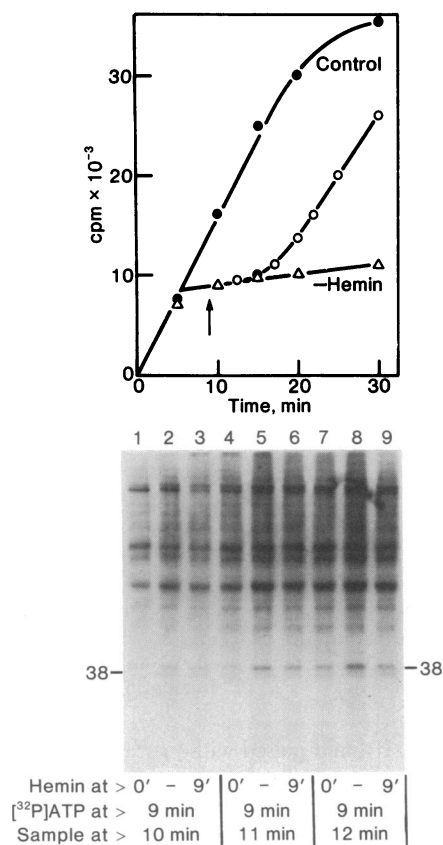 cpm × 10⁻³
30
20
10
0
Control
–Hemin
0 10 20 30
Time, min
1 2 3 4 5 6 7 8 9
38– –38
Hemin at > 0' – 9' 0' – 9' 0' – 9'
[³²P]ATP at > 9 min 9 min 9 min
Sample at > 10 min 11 min 12 min